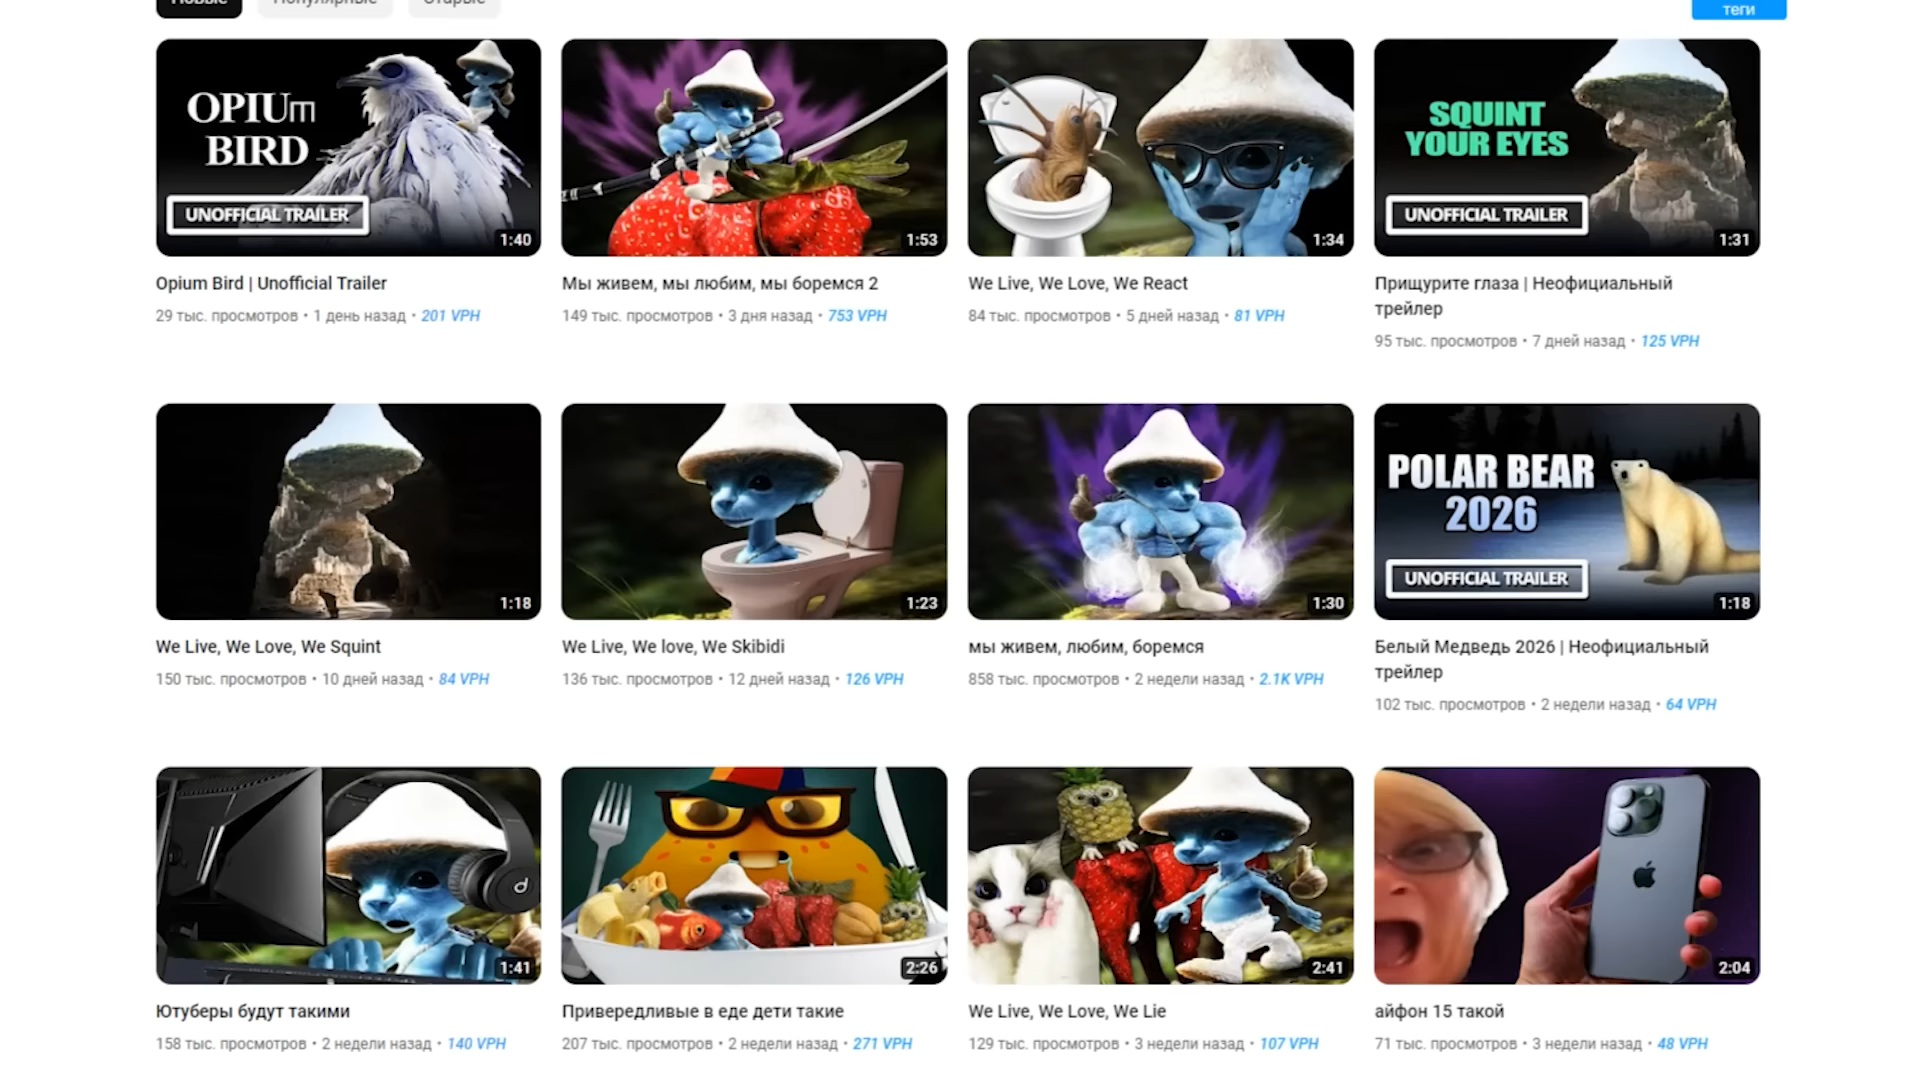 Новые
Популярные
Старые
теги
OPIUm
BIRD
UNOFFICIAL TRAILER
1:40
1:53
1:34
SQUINT
YOUR EYES
UNOFFICIAL TRAILER
1:31
Opium Bird | Unofficial Trailer
29 тыс. просмотров • 1 день назад • 201 VPH
Мы живем, мы любим, мы боремся 2
149 тыс. просмотров • 3 дня назад • 753 VPH
We Live, We Love, We React
84 тыс. просмотров • 5 дней назад • 81 VPH
Прищурите глаза | Неофициальный
трейлер
95 тыс. просмотров • 7 дней назад • 125 VPH
1:18
1:23
1:30
POLAR BEAR
2026
UNOFFICIAL TRAILER
1:18
We Live, We Love, We Squint
150 тыс. просмотров • 10 дней назад • 84 VPH
We Live, We love, We Skibidi
136 тыс. просмотров • 12 дней назад • 126 VPH
мы живем, любим, боремся
858 тыс. просмотров • 2 недели назад • 2.1K VPH
Белый Медведь 2026 | Неофициальный
трейлер
102 тыс. просмотров • 2 недели назад • 64 VPH
1:41
2:26
2:41
2:04
Ютуберы будут такими
158 тыс. просмотров • 2 недели назад • 140 VPH
Привередливые в еде дети такие
207 тыс. просмотров • 2 недели назад • 271 VPH
We Live, We Love, We Lie
129 тыс. просмотров • 3 недели назад • 107 VPH
айфон 15 такой
71 тыс. просмотров • 3 недели назад • 48 VPH